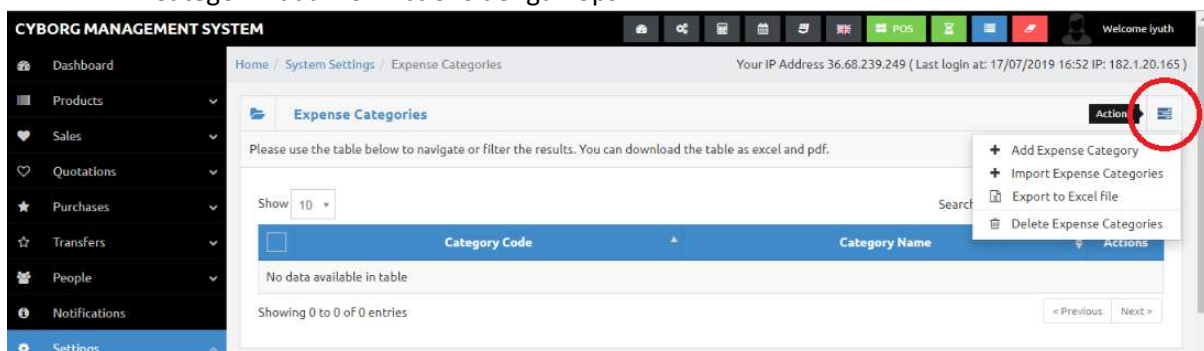 CYBORG MANAGEMENT SYSTEM POS Welcome iyuth
Dashboard
Products
Sales
Quotations
Purchases
Transfers
People
Notifications
Settings
Home / System Settings / Expense Categories
Your IP Address 36.68.239.249 ( Last login at: 17/07/2019 16:52 IP: 182.1.20.165 )
Expense Categories
Actions
Please use the table below to navigate or filter the results. You can download the table as excel and pdf.
Add Expense Category
Import Expense Categories
Export to Excel file
Delete Expense Categories
Show 10
Category Code Category Name Actions
No data available in table
Showing 0 to 0 of 0 entries
< Previous Next >